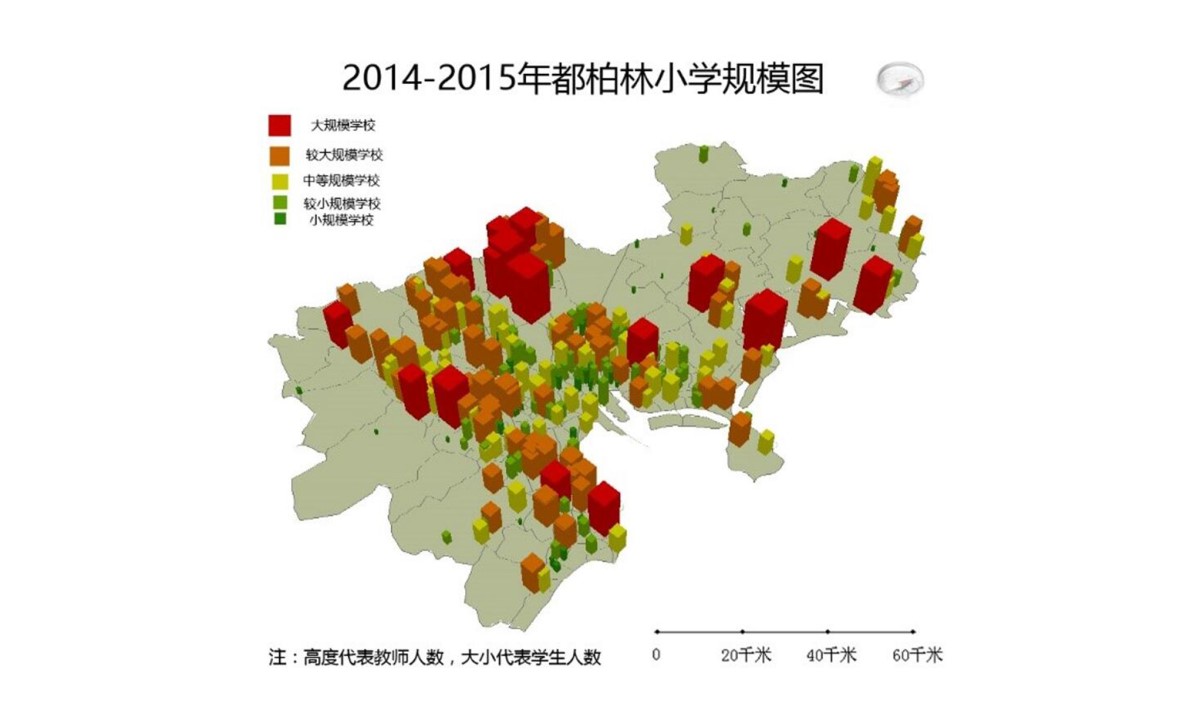 2014-2015年都柏林小学规模图
大规模学校
较大规模学校
中等规模学校
较小规模学校
小规模学校
注：高度代表教师人数，大小代表学生人数
0 20千米 40千米 60千米